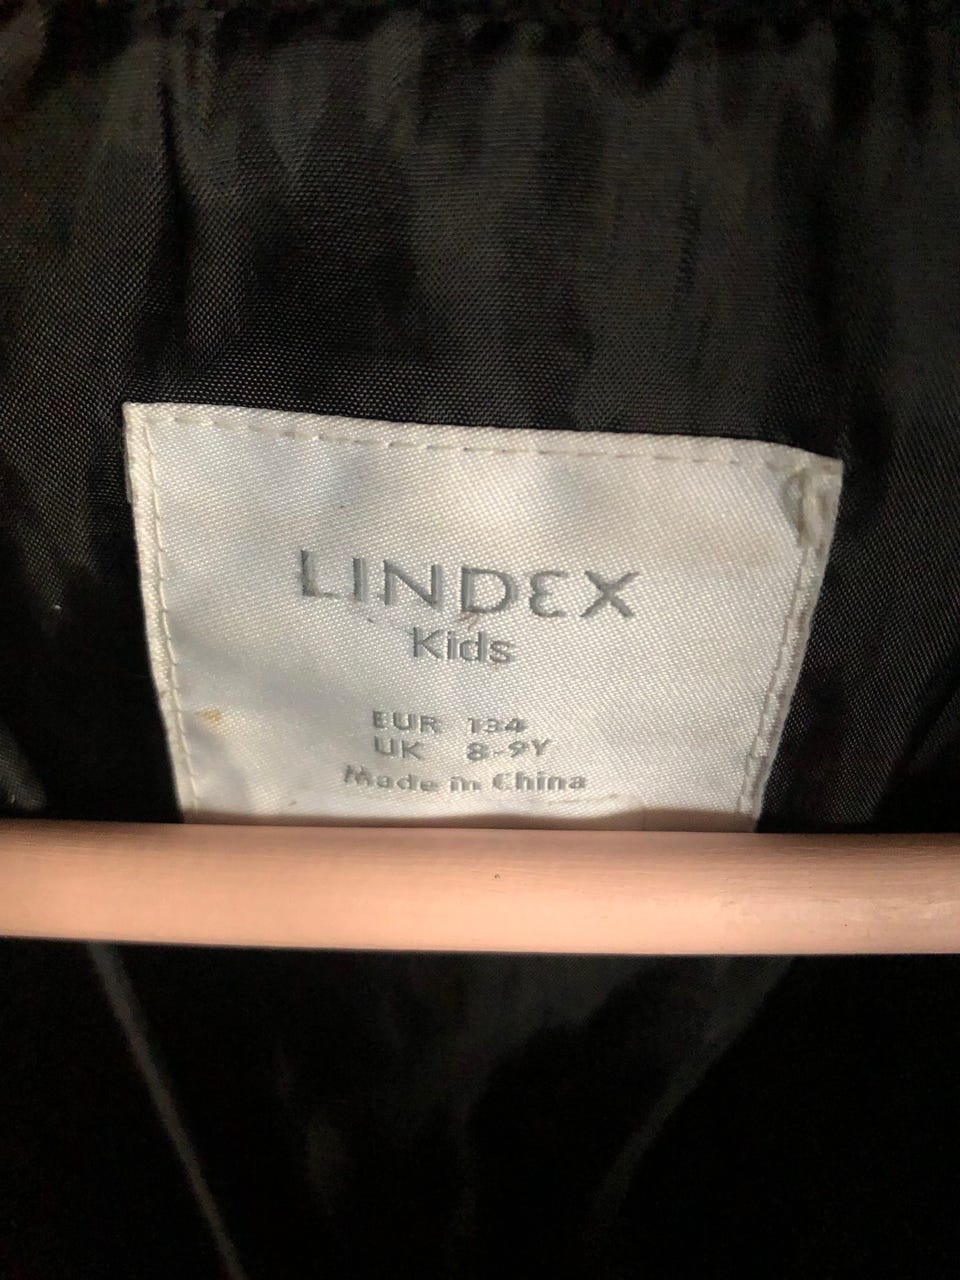 LINDEX
Kids
EUR 134
UK 8-9Y
Made in China